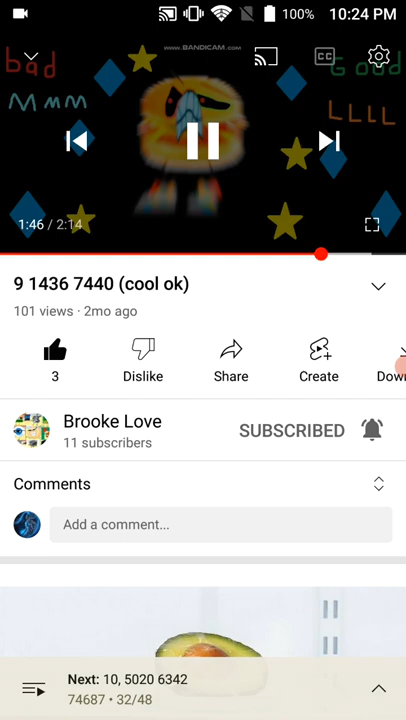 100% 10:24 PM
www.BANDICAM.com
CC
bad
Good
Mmm
LLLL
1:46 / 2:14
9 1436 7440 (cool ok)
101 views · 2mo ago
3
Dislike
Share
Create
Down
Brooke Love
11 subscribers
SUBSCRIBED
Comments
Add a comment...
Next: 10, 5020 6342
74687 • 32/48